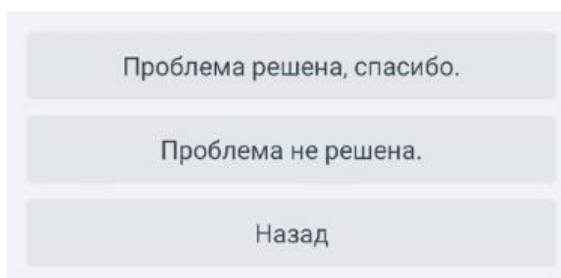 Проблема решена, спасибо.
Проблема не решена.
Назад